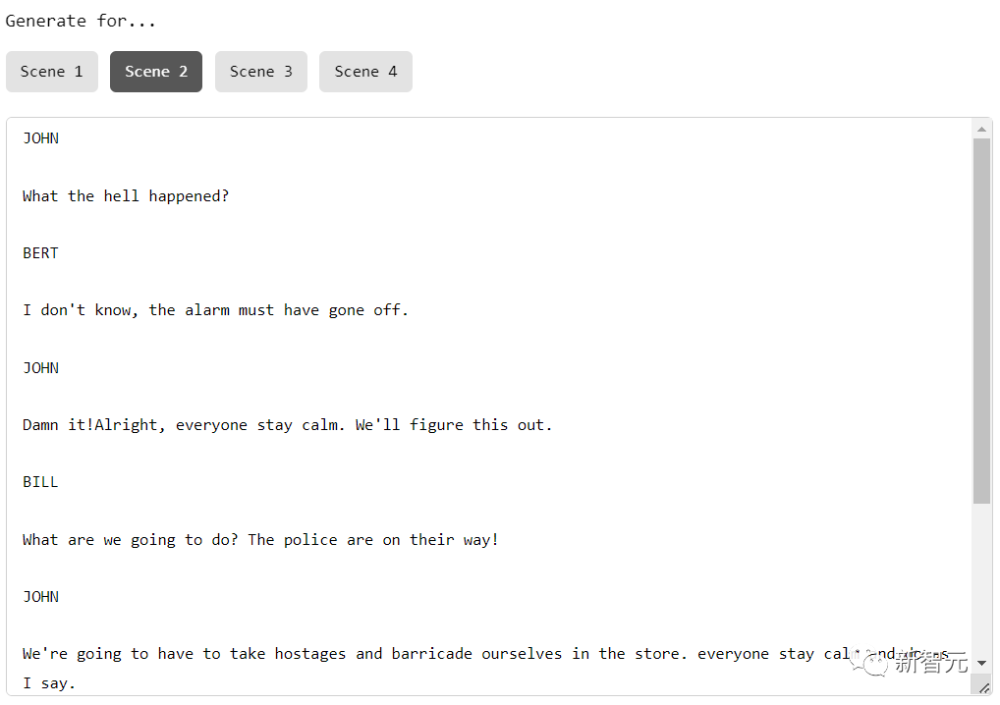 Generate for...
Scene 1 Scene 2 Scene 3 Scene 4
JOHN
What the hell happened?
BERT
I don't know, the alarm must have gone off.
JOHN
Damn it!Alright, everyone stay calm. We'll figure this out.
BILL
What are we going to do? The police are on their way!
JOHN
We're going to have to take hostages and barricade ourselves in the store. everyone stay
I say.
新智元